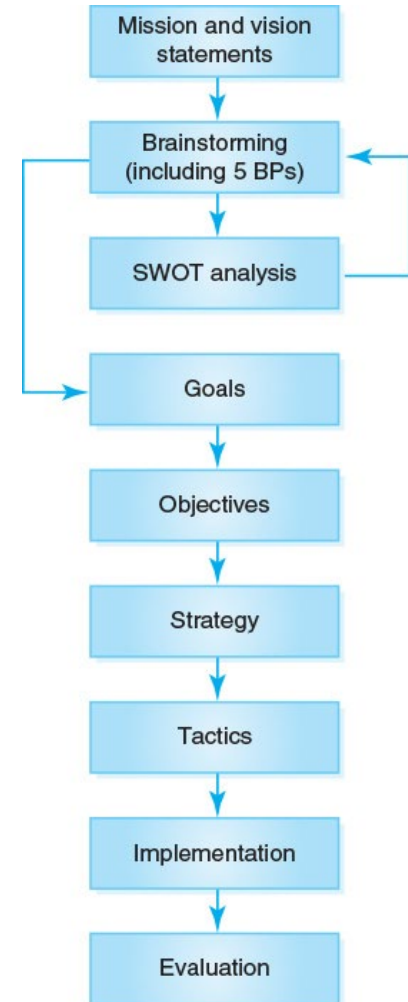 Mission and vision
statements
Brainstorming
(including 5 BPs)
SWOT analysis
Goals
Objectives
Strategy
Tactics
Implementation
Evaluation